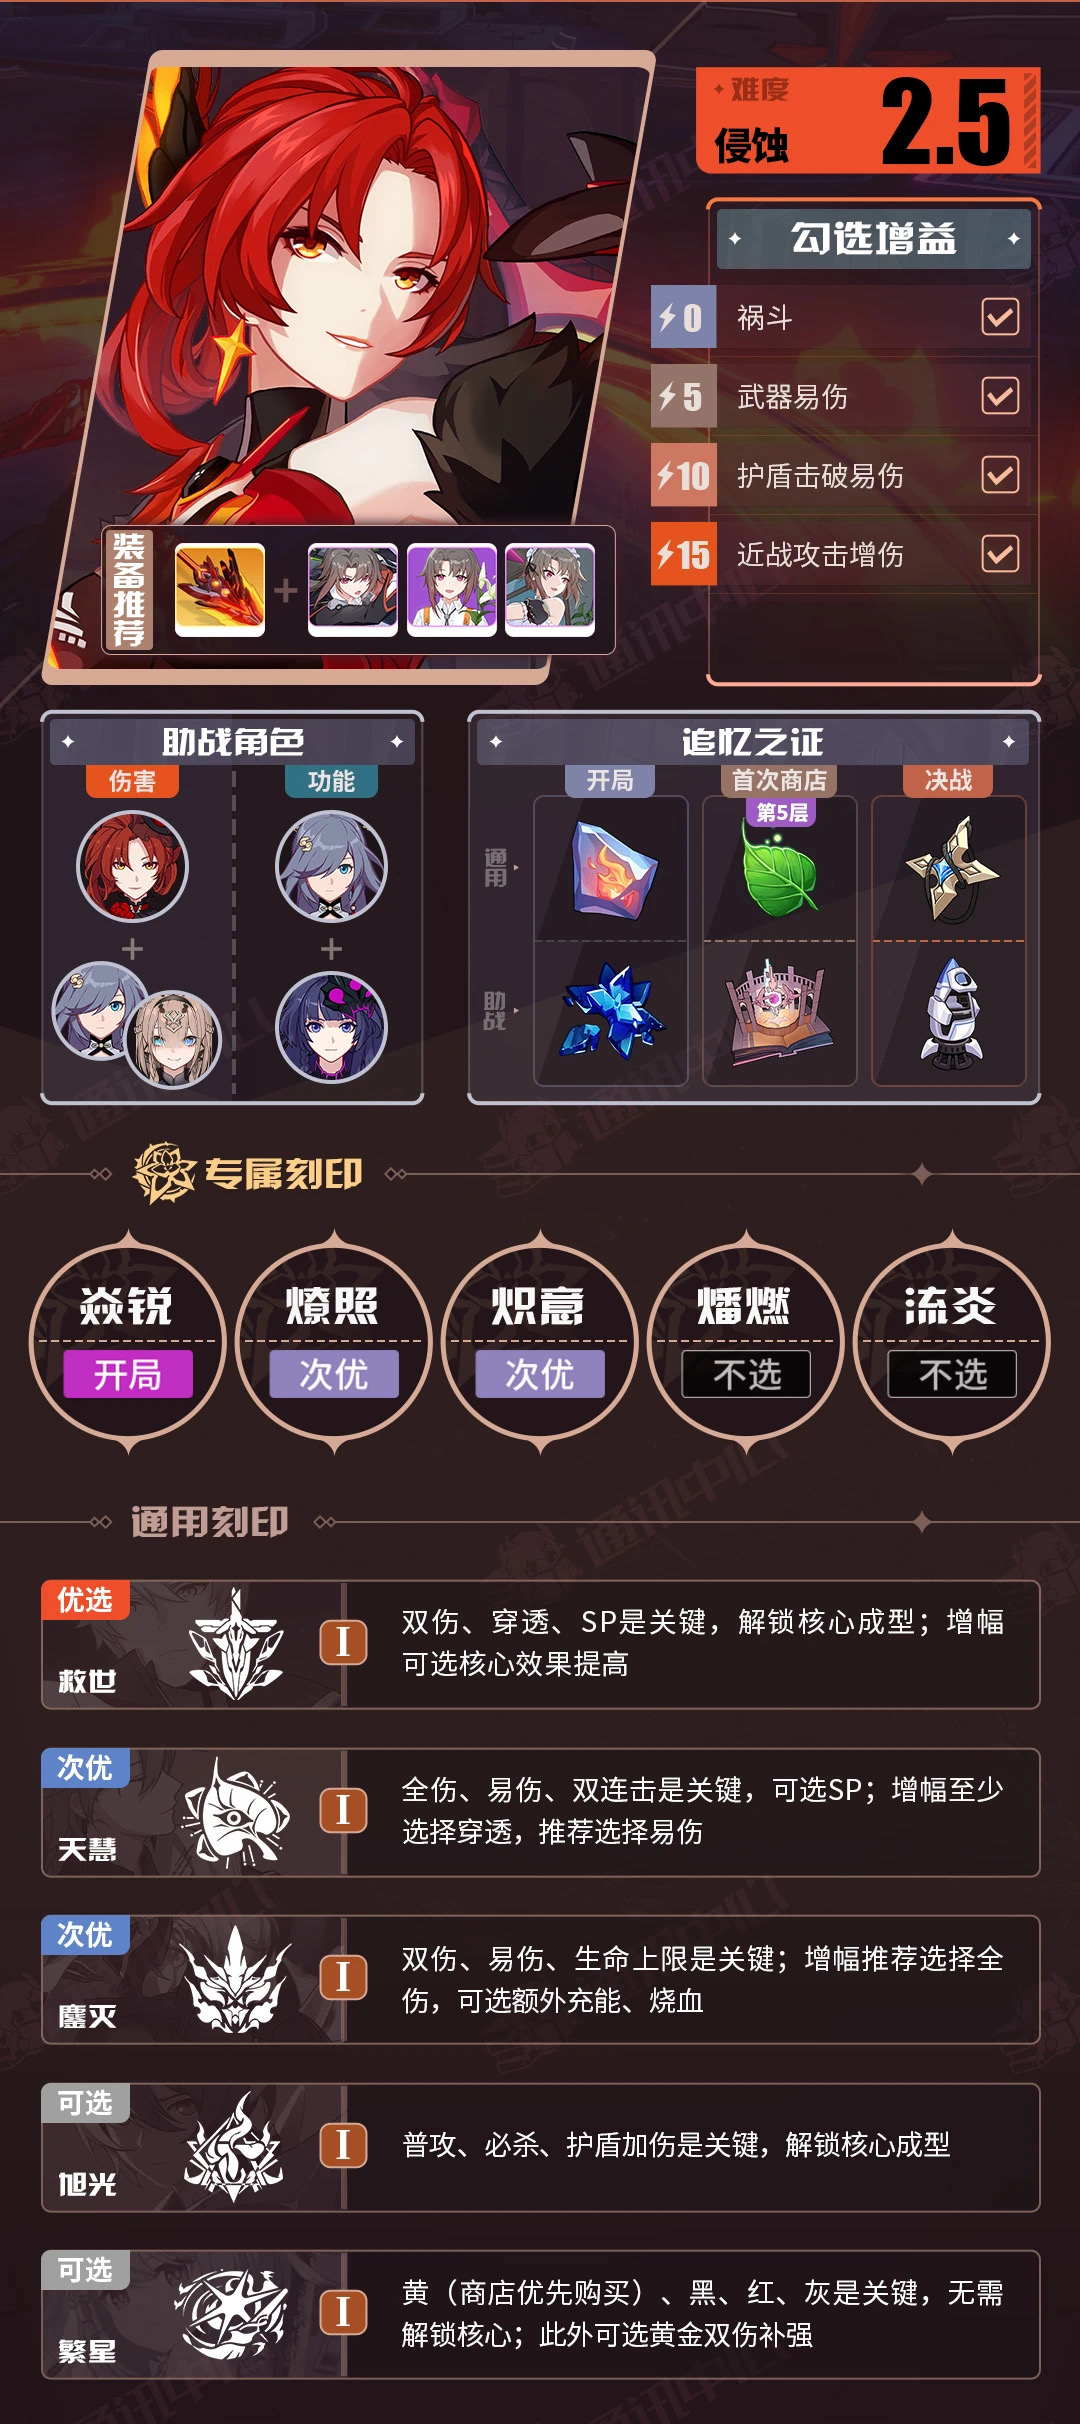 难度
侵蚀
2.5
勾选增益
0 祸斗
5 武器易伤
10 护盾击破易伤
15 近战攻击增伤
装备推荐
助战角色
伤害 功能
追忆之证
开局 首次商店 决战
第5层
通用
助战
专属刻印
焱锐 燎照 炽意 燔燃 流炎
开局 次优 次优 不选 不选
通用刻印
优选
救世
I
双伤、穿透、SP是关键，解锁核心成型；增幅
可选核心效果提高
次优
天慧
I
全伤、易伤、双连击是关键，可选SP；增幅至少
选择穿透，推荐选择易伤
次优
鏖灭
I
双伤、易伤、生命上限是关键；增幅推荐选择全
伤，可选额外充能、烧血
可选
旭光
I
普攻、必杀、护盾加伤是关键，解锁核心成型
可选
繁星
I
黄（商店优先购买）、黑、红、灰是关键，无需
解锁核心；此外可选黄金双伤补强
通讯中心